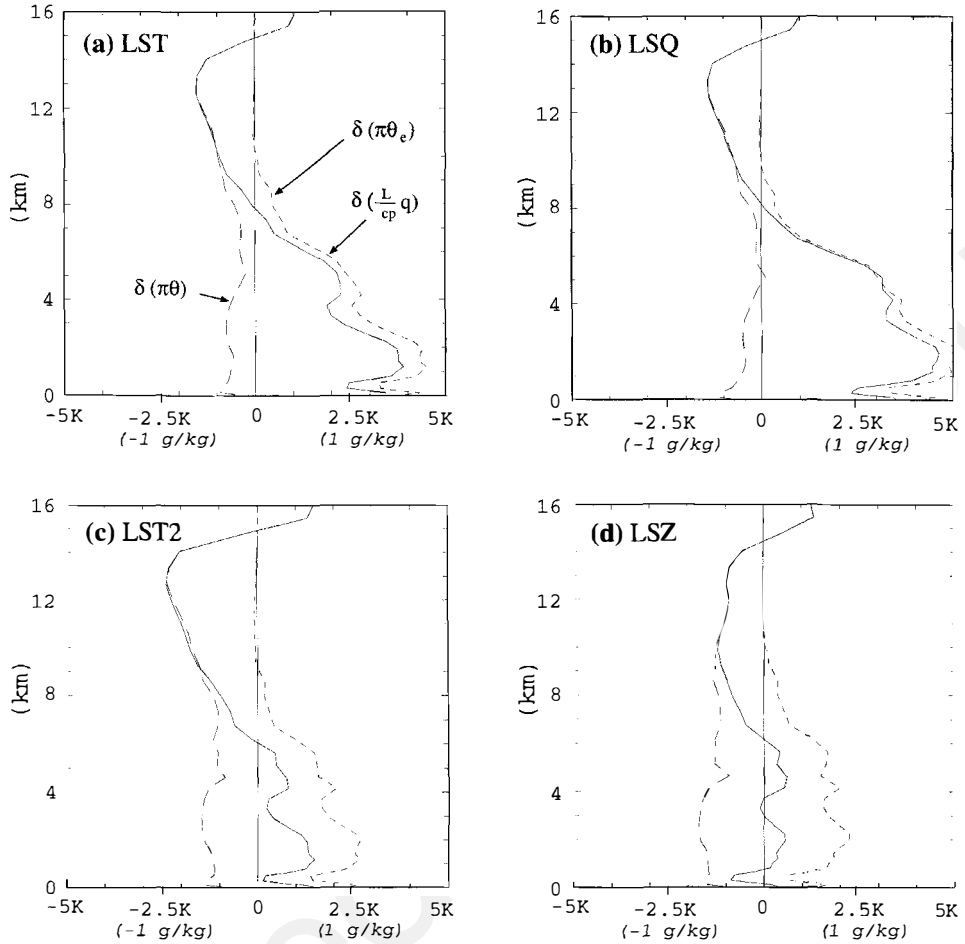 (a) LST
16
12
8
4
0
(km)
δ (πθe)
δ (L/cp q)
δ (πθ)
-5K -2.5K 0 2.5K 5K
(-1 g/kg) (1 g/kg)
(b) LSQ
16
12
8
4
0
(km)
-5K -2.5K 0 2.5K 5K
(-1 g/kg) (1 g/kg)
(c) LST2
16
12
8
4
0
(km)
-5K -2.5K 0 2.5K 5K
(-1 g/kg) (1 g/kg)
(d) LSZ
16
12
8
4
0
(km)
-5K -2.5K 0 2.5K 5K
(-1 g/kg) (1 g/kg)